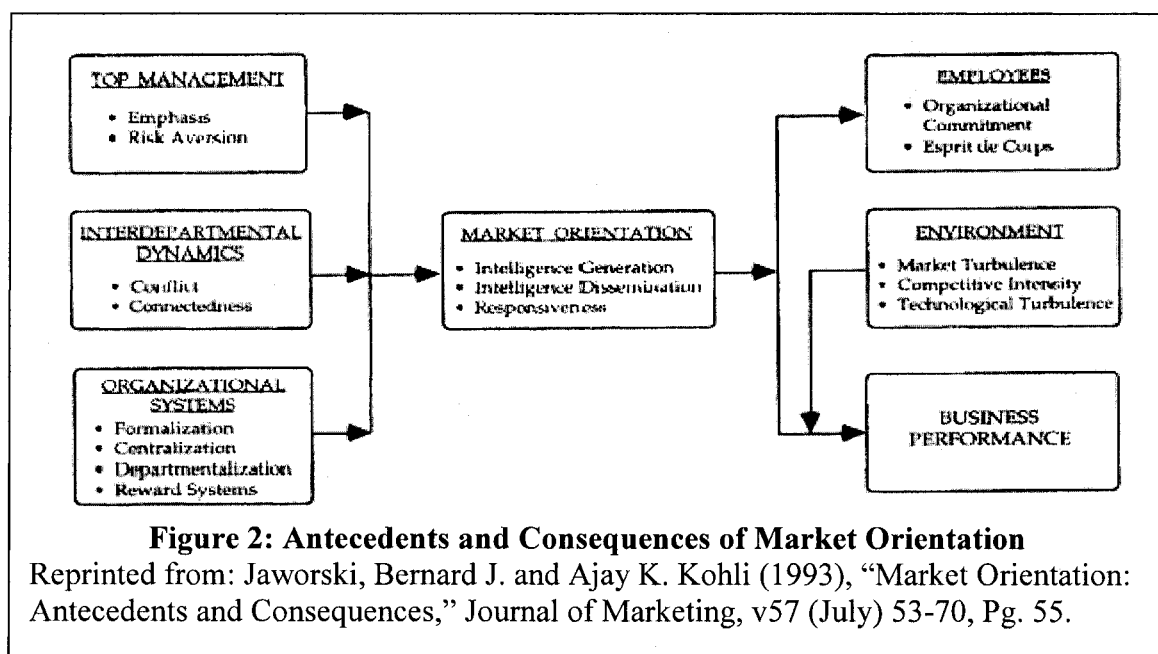 TOP MANAGEMENT
• Emphasis
• Risk Aversion
INTERDEPARTMENTAL
DYNAMICS
• Conflict
• Connectedness
ORGANIZATIONAL
SYSTEMS
• Formalization
• Centralization
• Departmentalization
• Reward Systems
MARKET ORIENTATION
• Intelligence Generation
• Intelligence Dissemination
• Responsiveness
EMPLOYEES
• Organizational
Commitment
• Esprit de Corps
ENVIRONMENT
• Market Turbulence
• Competitive Intensity
• Technological Turbulence
BUSINESS
PERFORMANCE
Figure 2: Antecedents and Consequences of Market Orientation
Reprinted from: Jaworski, Bernard J. and Ajay K. Kohli (1993), “Market Orientation:
Antecedents and Consequences,” Journal of Marketing, v57 (July) 53-70, Pg. 55.